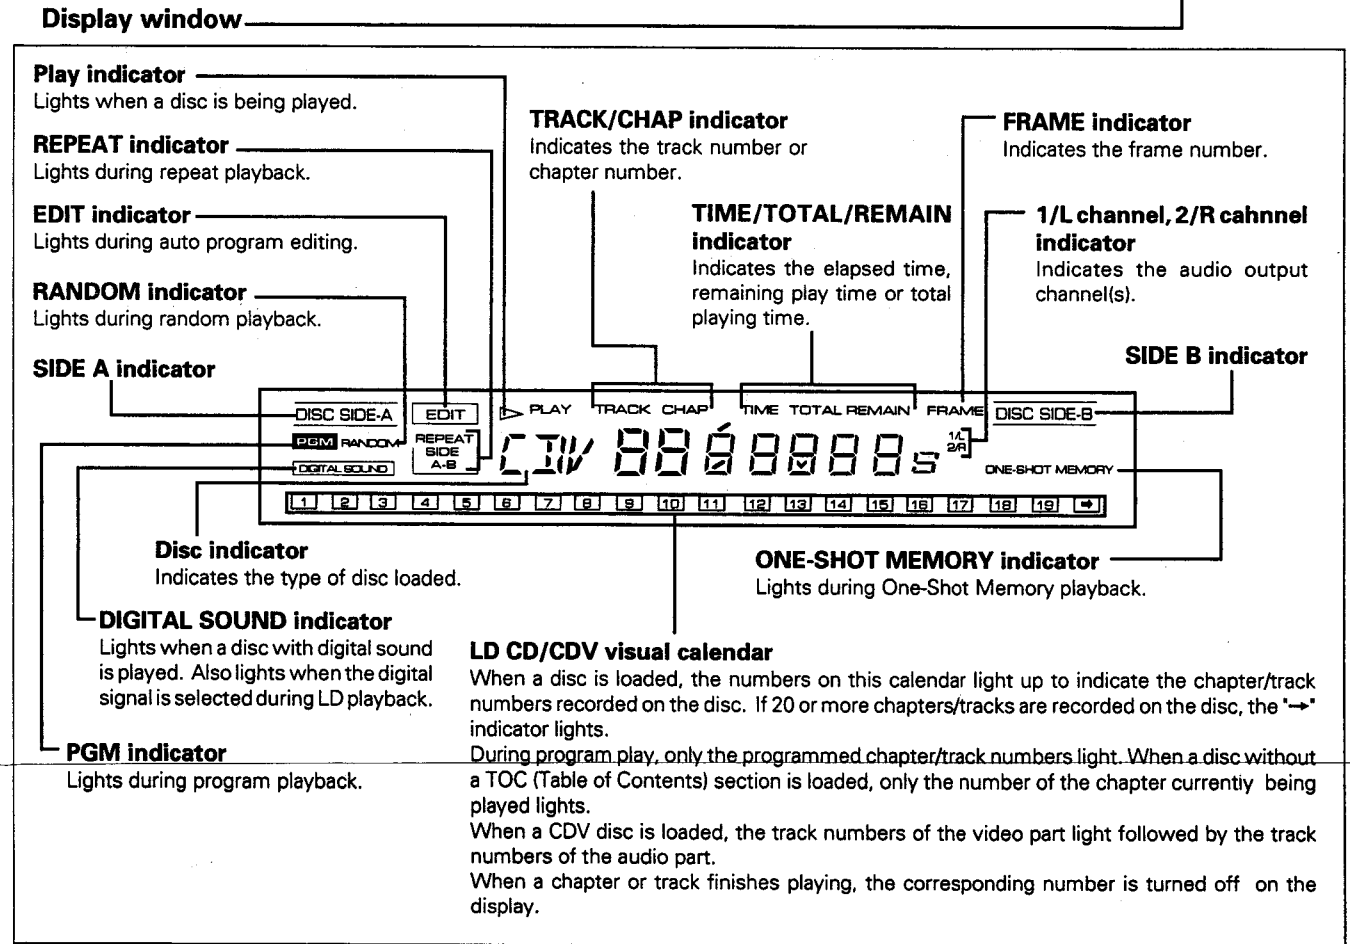 Display window
Play indicator
Lights when a disc is being played.
REPEAT indicator
Lights during repeat playback.
EDIT indicator
Lights during auto program editing.
RANDOM indicator
Lights during random playback.
SIDE A indicator
TRACK/CHAP indicator
Indicates the track number or
chapter number.
TIME/TOTAL/REMAIN
indicator
Indicates the elapsed time,
remaining play time or total
playing time.
FRAME indicator
Indicates the frame number.
1/L channel, 2/R cahnnel
indicator
Indicates the audio output
channel(s).
SIDE B indicator
DISC SIDE-A EDIT PLAY TRACK CHAP TIME TOTAL REMAIN FRAME DISC SIDE-B
PGM RANDOM REPEAT 1/L
SIDE CDV 88 88888 s 2/R
DIGITAL SOUND A-B ONE-SHOT MEMORY
1 2 3 4 5 6 7 8 9 10 11 12 13 14 15 16 17 18 19 →
Disc indicator
Indicates the type of disc loaded.
ONE-SHOT MEMORY indicator
Lights during One-Shot Memory playback.
DIGITAL SOUND indicator
Lights when a disc with digital sound
is played. Also lights when the digital
signal is selected during LD playback.
PGM indicator
Lights during program playback.
LD CD/CDV visual calendar
When a disc is loaded, the numbers on this calendar light up to indicate the chapter/track
numbers recorded on the disc. If 20 or more chapters/tracks are recorded on the disc, the "→"
indicator lights.
During program play, only the programmed chapter/track numbers light. When a disc without
a TOC (Table of Contents) section is loaded, only the number of the chapter currently being
played lights.
When a CDV disc is loaded, the track numbers of the video part light followed by the track
numbers of the audio part.
When a chapter or track finishes playing, the corresponding number is turned off on the
display.